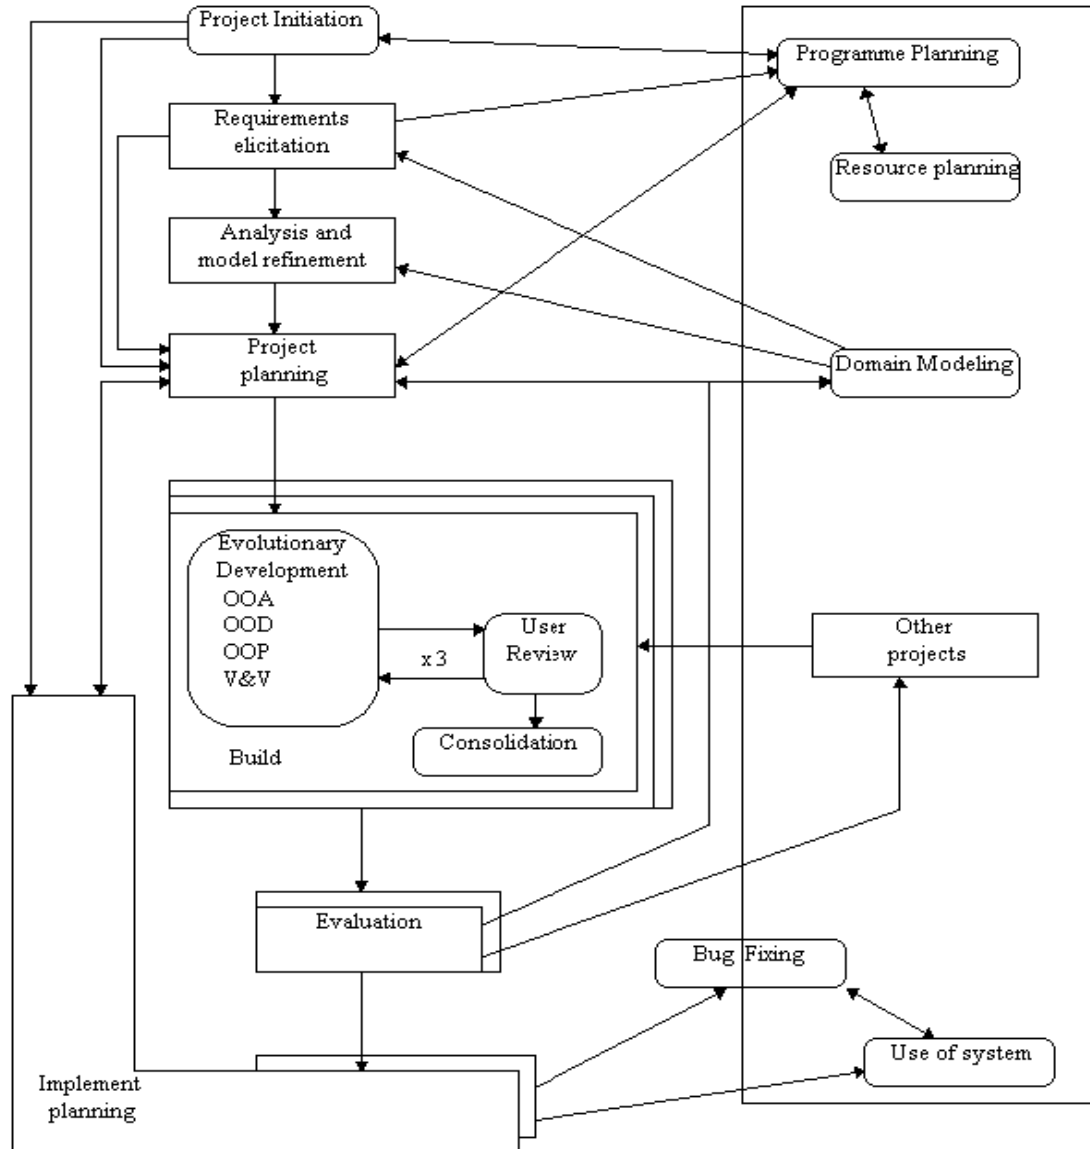 Project Initiation
Programme Planning
Requirements
elicitation
Resource planning
Analysis and
model refinement
Project
planning
Domain Modeling
Evolutionary
Development
OOA
OOD
OOP
V&V
User
Review
x 3
Consolidation
Build
Other
projects
Evaluation
Bug Fixing
Use of system
Implement
planning